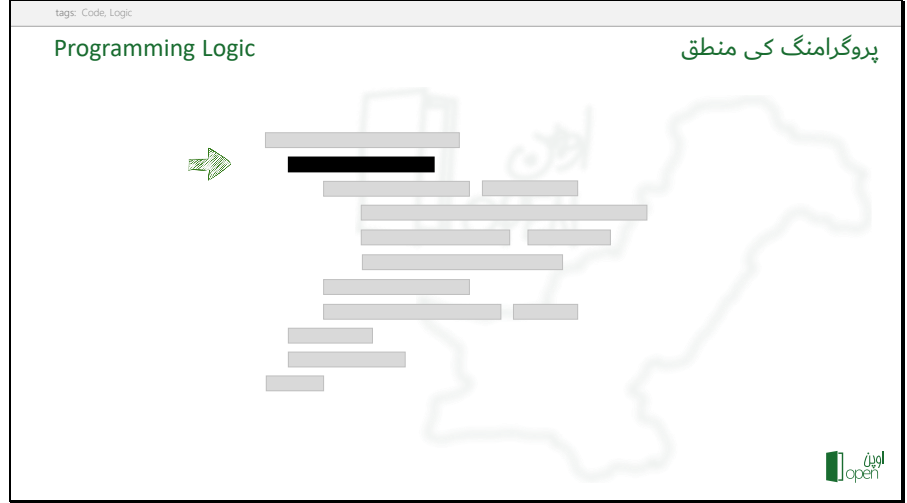 tags: Code, Logic
Programming Logic
پروگرامنگ کی منطق
اوپن
open